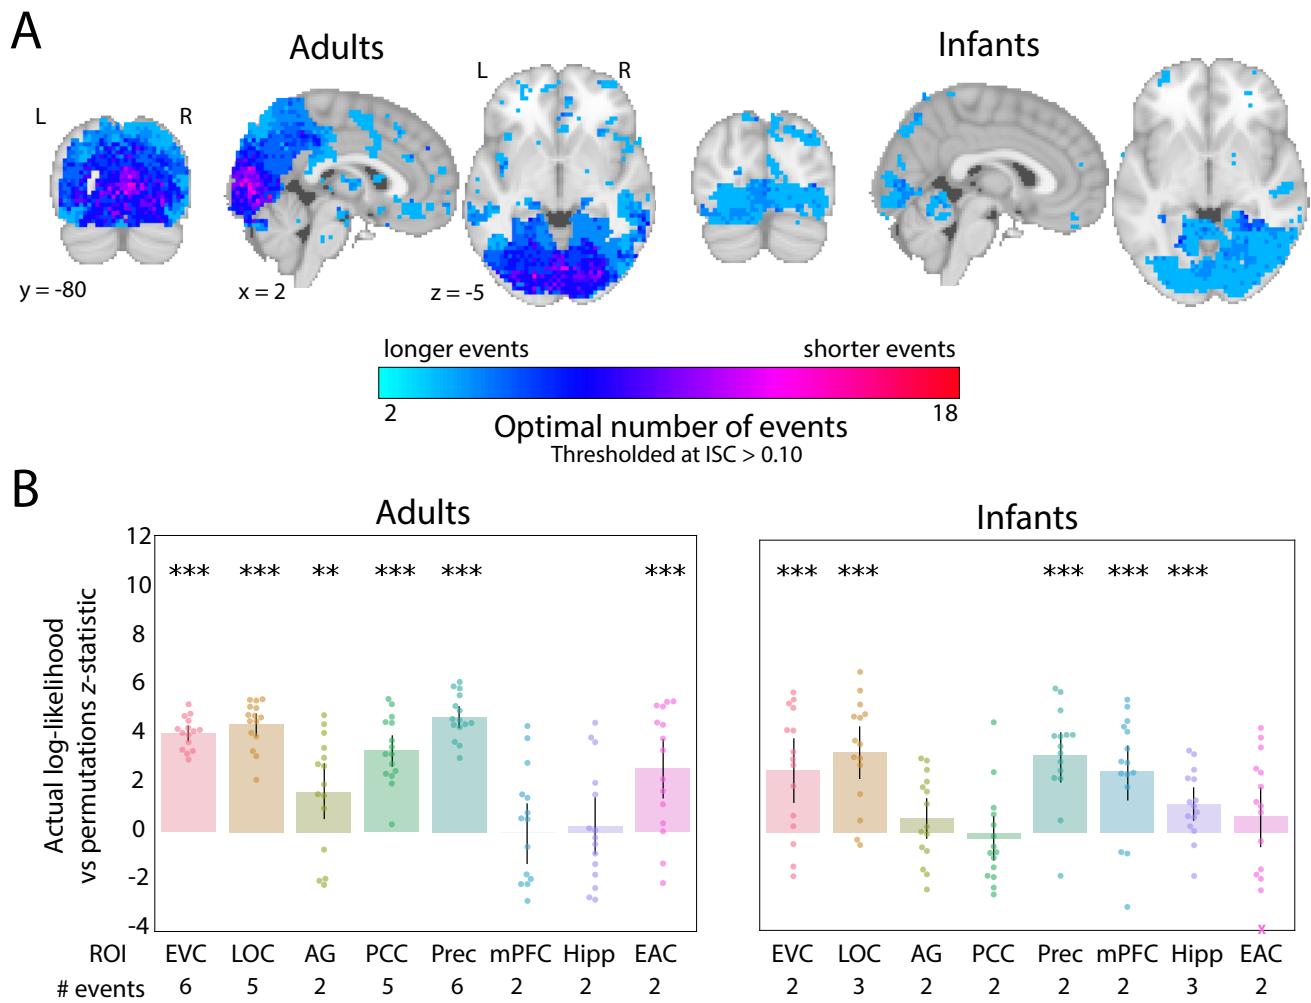 A
Adults
Infants
L R
L R
y = -80
x = 2
z = -5
longer events
shorter events
2
18
Optimal number of events
Thresholded at ISC > 0.10
B
Adults
Infants
Actual log-likelihood
vs permutations z-statistic
12
10
8
6
4
2
0
-2
-4
*** *** ** *** *** ***
*** *** *** *** ***
x
ROI EVC LOC AG PCC Prec mPFC Hipp EAC EVC LOC AG PCC Prec mPFC Hipp EAC
# events 6 5 2 5 6 2 2 2 2 3 2 2 2 2 3 2